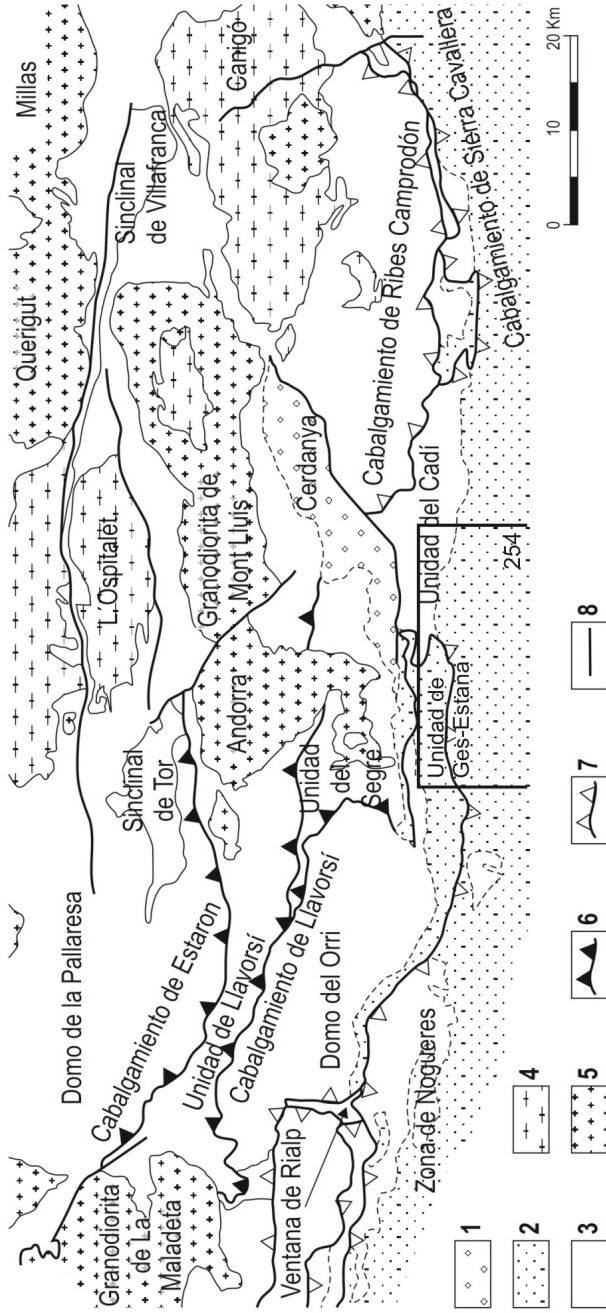 Millas
Querigut
Sinclinal
de Villafranca
Canigó
L'Ospitalet
Granodiorita de
Mont Lluis
Cerdanya
Cabalgamiento de Ribes Camprodón
Cabalgamiento de Sierra Cavallera
Andorra
Sinclinal
de Tor
Domo de la Pallaresa
Cabalgamiento de Estaron
Unidad de Llavorsí
Cabalgamiento de Llavorsí
Unidad
del
Segre
Domo del Orri
Granodiorita
de La
Maladeta
Ventana de Rialp
Zona de Nogueres
Unidad del Cadí
Unidad de
Ges-Estana
254
0 10 20 Km
1
2
3
4
5
6
7
8